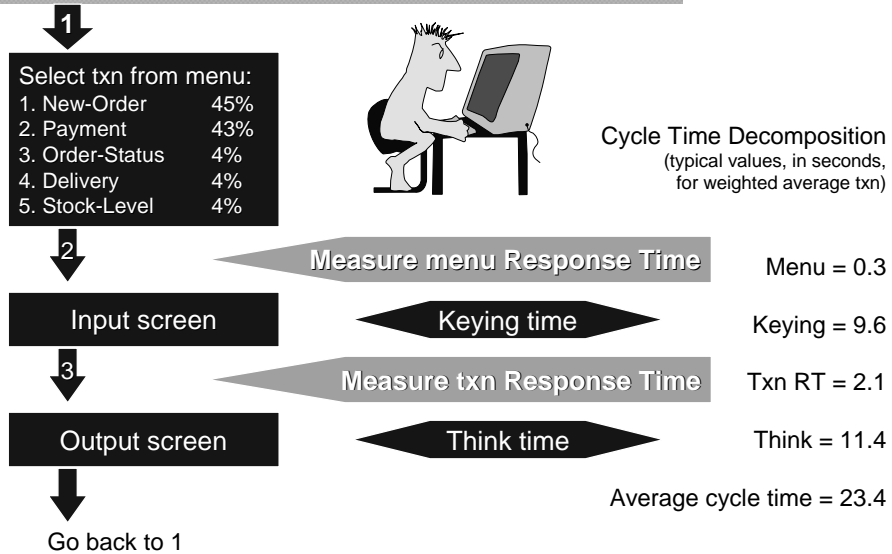 1
Select txn from menu:
1. New-Order 45%
2. Payment 43%
3. Order-Status 4%
4. Delivery 4%
5. Stock-Level 4%
Cycle Time Decomposition
(typical values, in seconds,
for weighted average txn)
2
Measure menu Response Time
Menu = 0.3
Input screen
Keying time
Keying = 9.6
3
Measure txn Response Time
Txn RT = 2.1
Output screen
Think time
Think = 11.4
Average cycle time = 23.4
Go back to 1